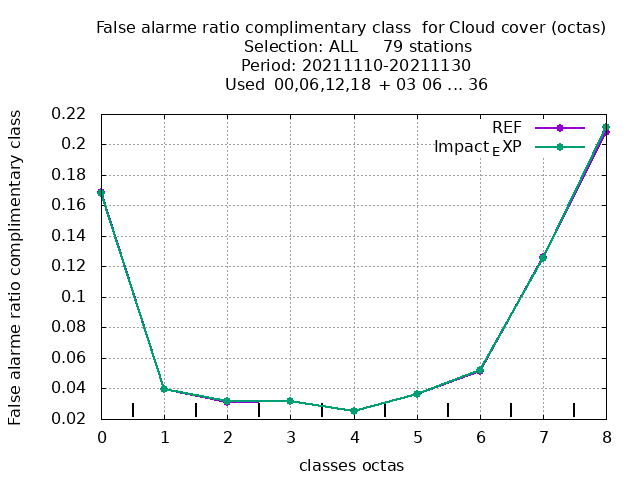 False alarme ratio complimentary class  for Cloud cover (octas)
Selection: ALL     79 stations
Period: 20211110-20211130
Used  00,06,12,18  + 03 06 ... 36
False alarme ratio complimentary class
0.22
0.2
0.18
0.16
0.14
0.12
0.1
0.08
0.06
0.04
0.02
REF
Impact_EXP
0 1 2 3 4 5 6 7 8
classes octas